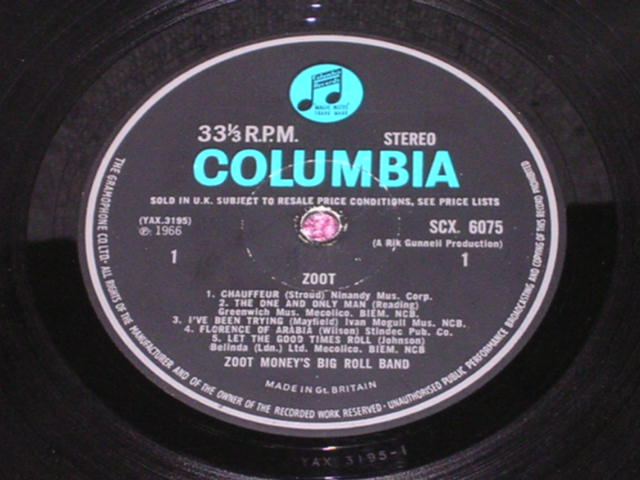 Columbia
Records
MAGIC NOTES
TRADE MARK
33⅓ R.P.M.
STEREO
COLUMBIA
SOLD IN U.K. SUBJECT TO RESALE PRICE CONDITIONS, SEE PRICE LISTS
(YAX.3195)
℗ 1966
SCX. 6075
(A Rik Gunnell Production)
1
1
ZOOT
1. CHAUFFEUR (Stroud) Ninandy Mus. Corp.
2. THE ONE AND ONLY MAN (Reading)
Greenwich Mus. Mecolico. BIEM. NCB.
3. I'VE BEEN TRYING (Mayfield) Ivan Mogull Mus. NCB.
4. FLORENCE OF ARABIA (Wilson) Stindec Pub. Co.
5. LET THE GOOD TIMES ROLL (Johnson)
Belinda (Ldn.) Ltd. Mecolico. BIEM. NCB
ZOOT MONEY'S BIG ROLL BAND
MADE IN Gt. BRITAIN
THE GRAMOPHONE CO. LTD · ALL RIGHTS OF THE MANUFACTURER AND OF THE OWNER OF THE RECORDED WORK RESERVED · UNAUTHORISED PUBLIC PERFORMANCE BROADCASTING AND COPYING OF THIS RECORD PROHIBITED
YAX 3195-1